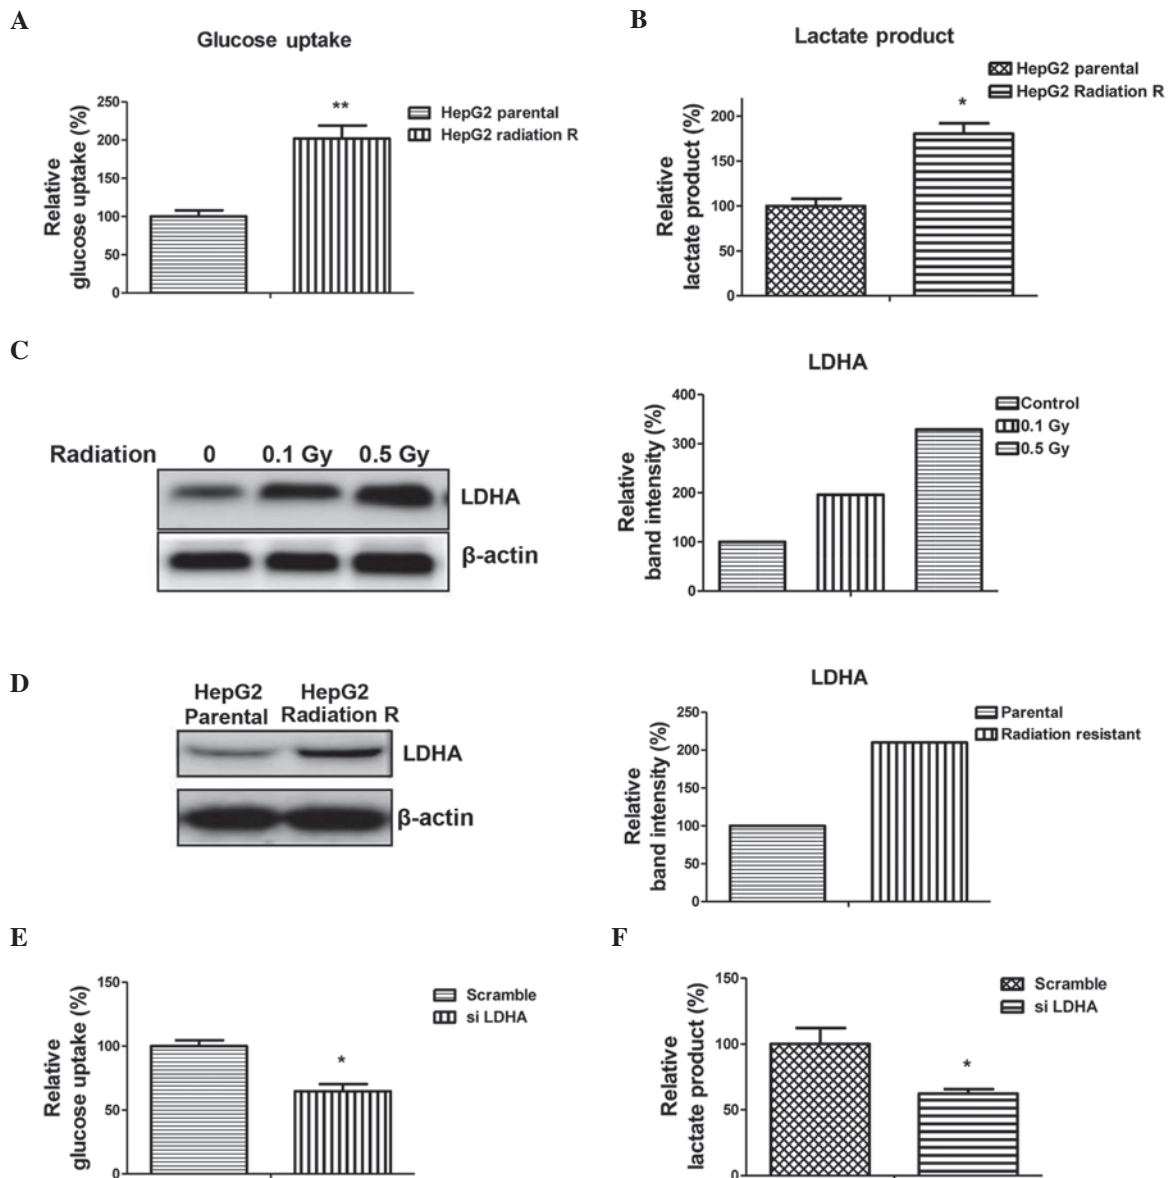 A
Glucose uptake
Relative
glucose uptake (%)
250
200
150
100
50
0
**
HepG2 parental
HepG2 radiation R
B
Lactate product
Relative
lactate product (%)
200
150
100
50
0
*
HepG2 parental
HepG2 Radiation R
C
Radiation 0 0.1 Gy 0.5 Gy
LDHA
β-actin
LDHA
Relative
band intensity (%)
400
300
200
100
0
Control
0.1 Gy
0.5 Gy
D
HepG2 HepG2
Parental Radiation R
LDHA
β-actin
LDHA
Relative
band intensity (%)
250
200
150
100
50
0
Parental
Radiation resistant
E
Relative
glucose uptake (%)
150
100
50
0
*
Scramble
si LDHA
F
Relative
lactate product (%)
150
100
50
0
*
Scramble
si LDHA